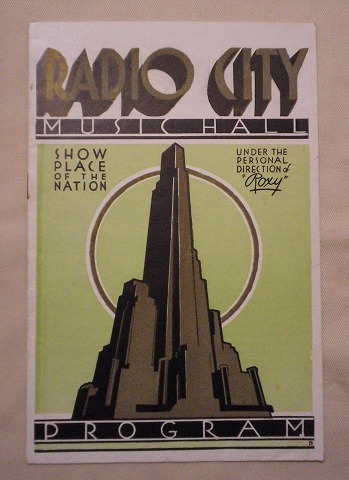 RADIO CITY
MUSIC HALL
SHOW
PLACE
OF THE
NATION
UNDER THE
PERSONAL
DIRECTION of
"Roxy"
PROGRAM